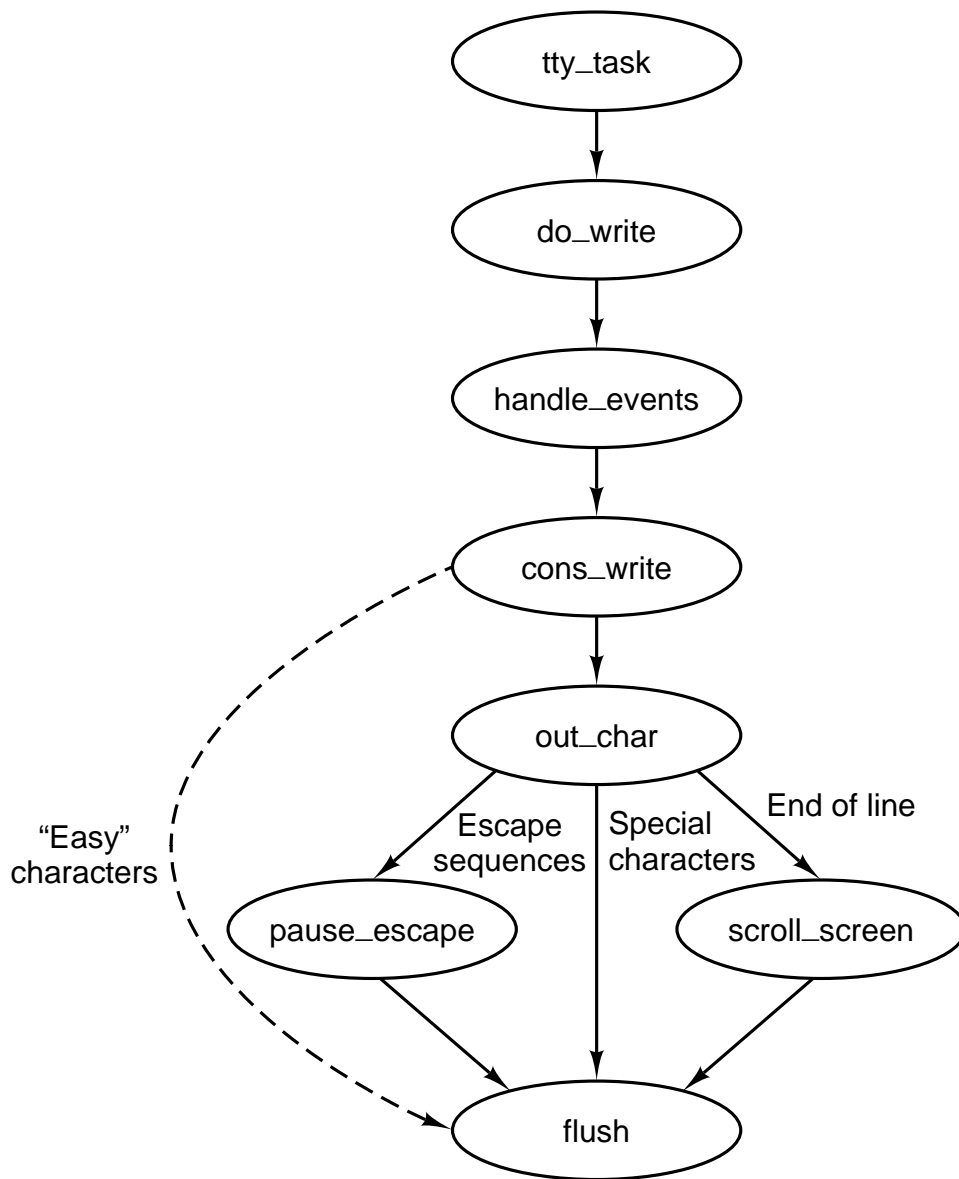 tty_task
do_write
handle_events
cons_write
out_char
End of line
“Easy”
characters
Escape
sequences
Special
characters
pause_escape
scroll_screen
flush